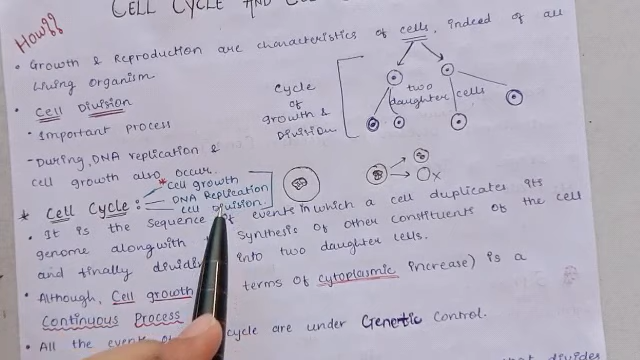 CELL CYCLE AND
How??
• Growth & Reproduction are characteristics of cells, indeed of all
living organism
• Cell Division
• Important process
- During, DNA replication &
cell growth also occur.
Cycle
of
growth &
Division
two
daughter cells
* Cell Cycle :
* Cell growth
DNA Replication
cell Division.
• It is the sequence of events in which a cell duplicates its
genome alongwith synthesis of other constituents of the cell
and finally into two daughter cells.
• Although, Cell growth terms of cytoplasmic increase) is a
Continuous Process
• All the events of cycle are under Genetic Control.
that divides